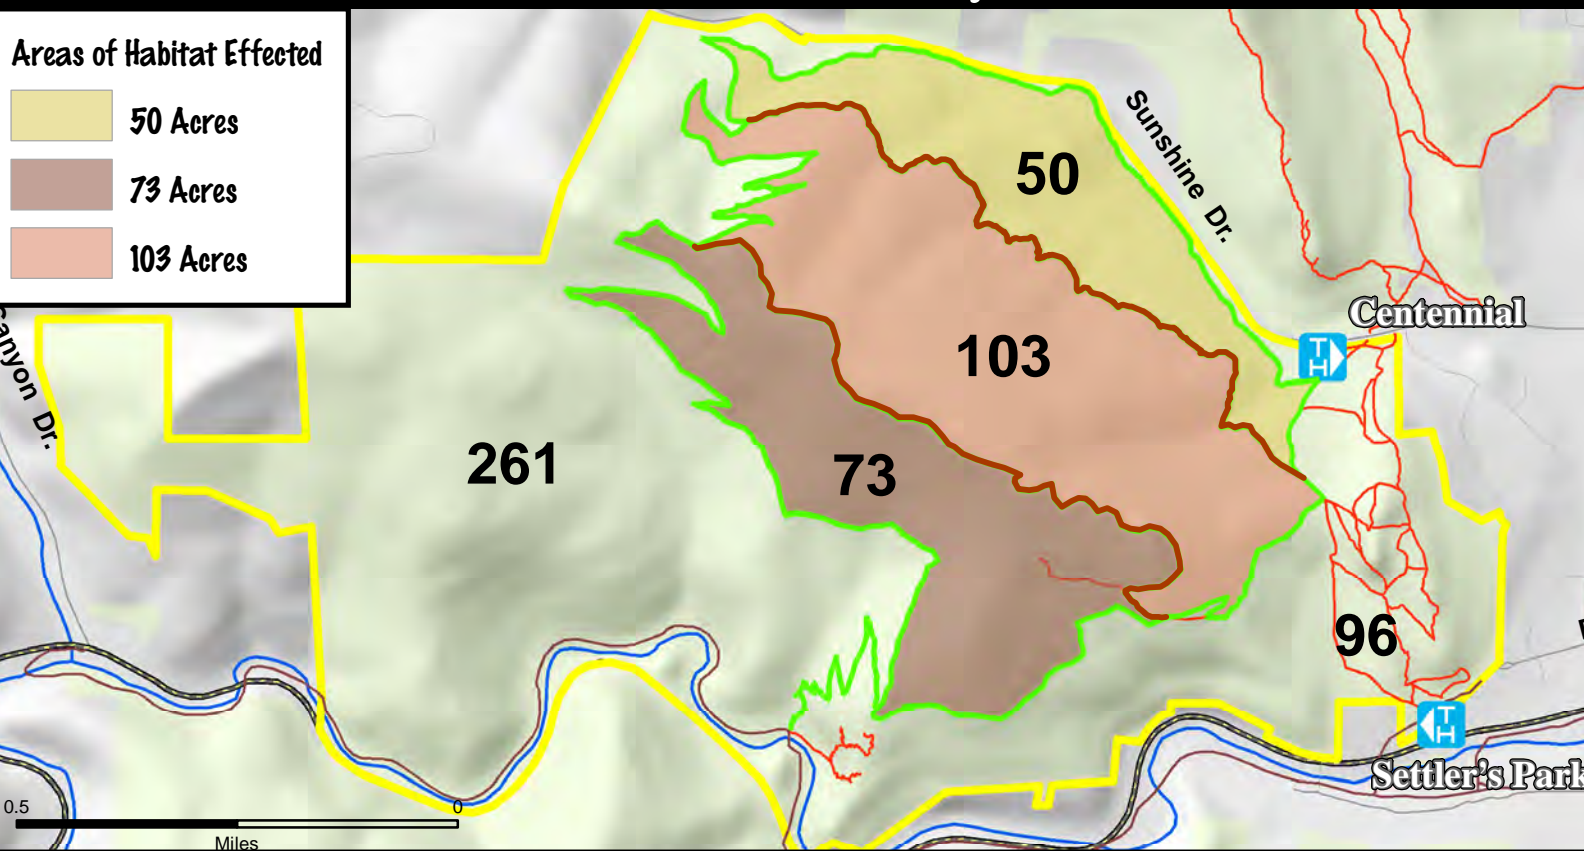 Areas of Habitat Effected
50 Acres
73 Acres
103 Acres
Sunshine Dr.
50
Centennial
TH
103
anyon Dr.
261
73
96
TH
Settler's Park
0.5
0
Miles